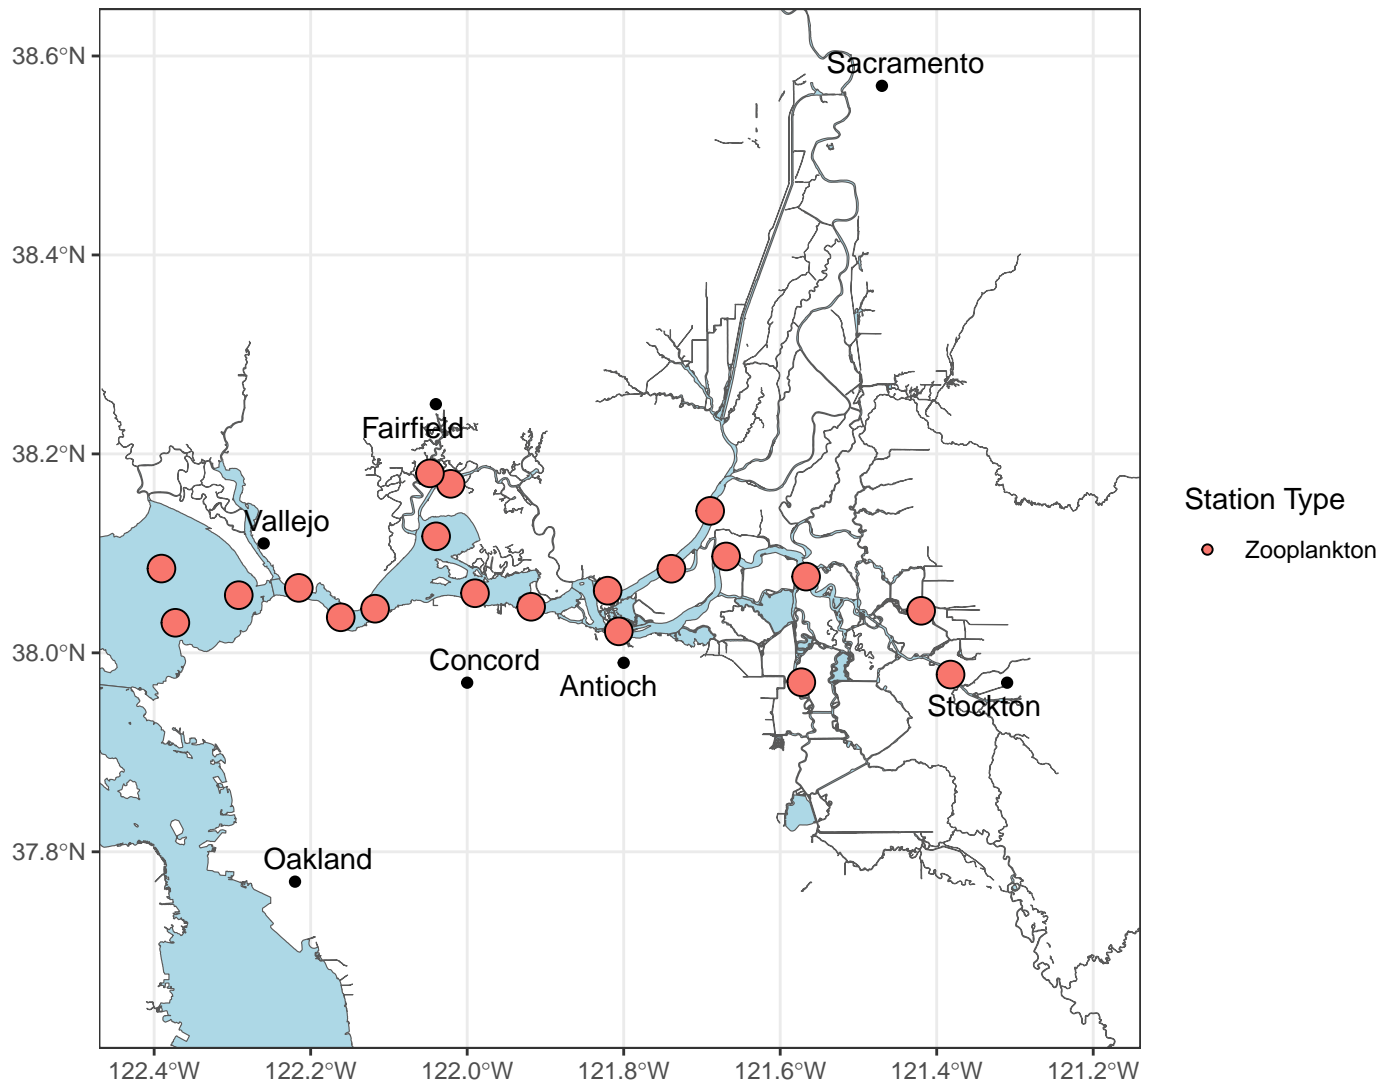 38.6°N
Sacramento
38.4°N
Fairfield
38.2°N
Vallejo
Station Type
Zooplankton
38.0°N
Concord
Antioch
Stockton
37.8°N
Oakland
122.4°W
122.2°W
122.0°W
121.8°W
121.6°W
121.4°W
121.2°W